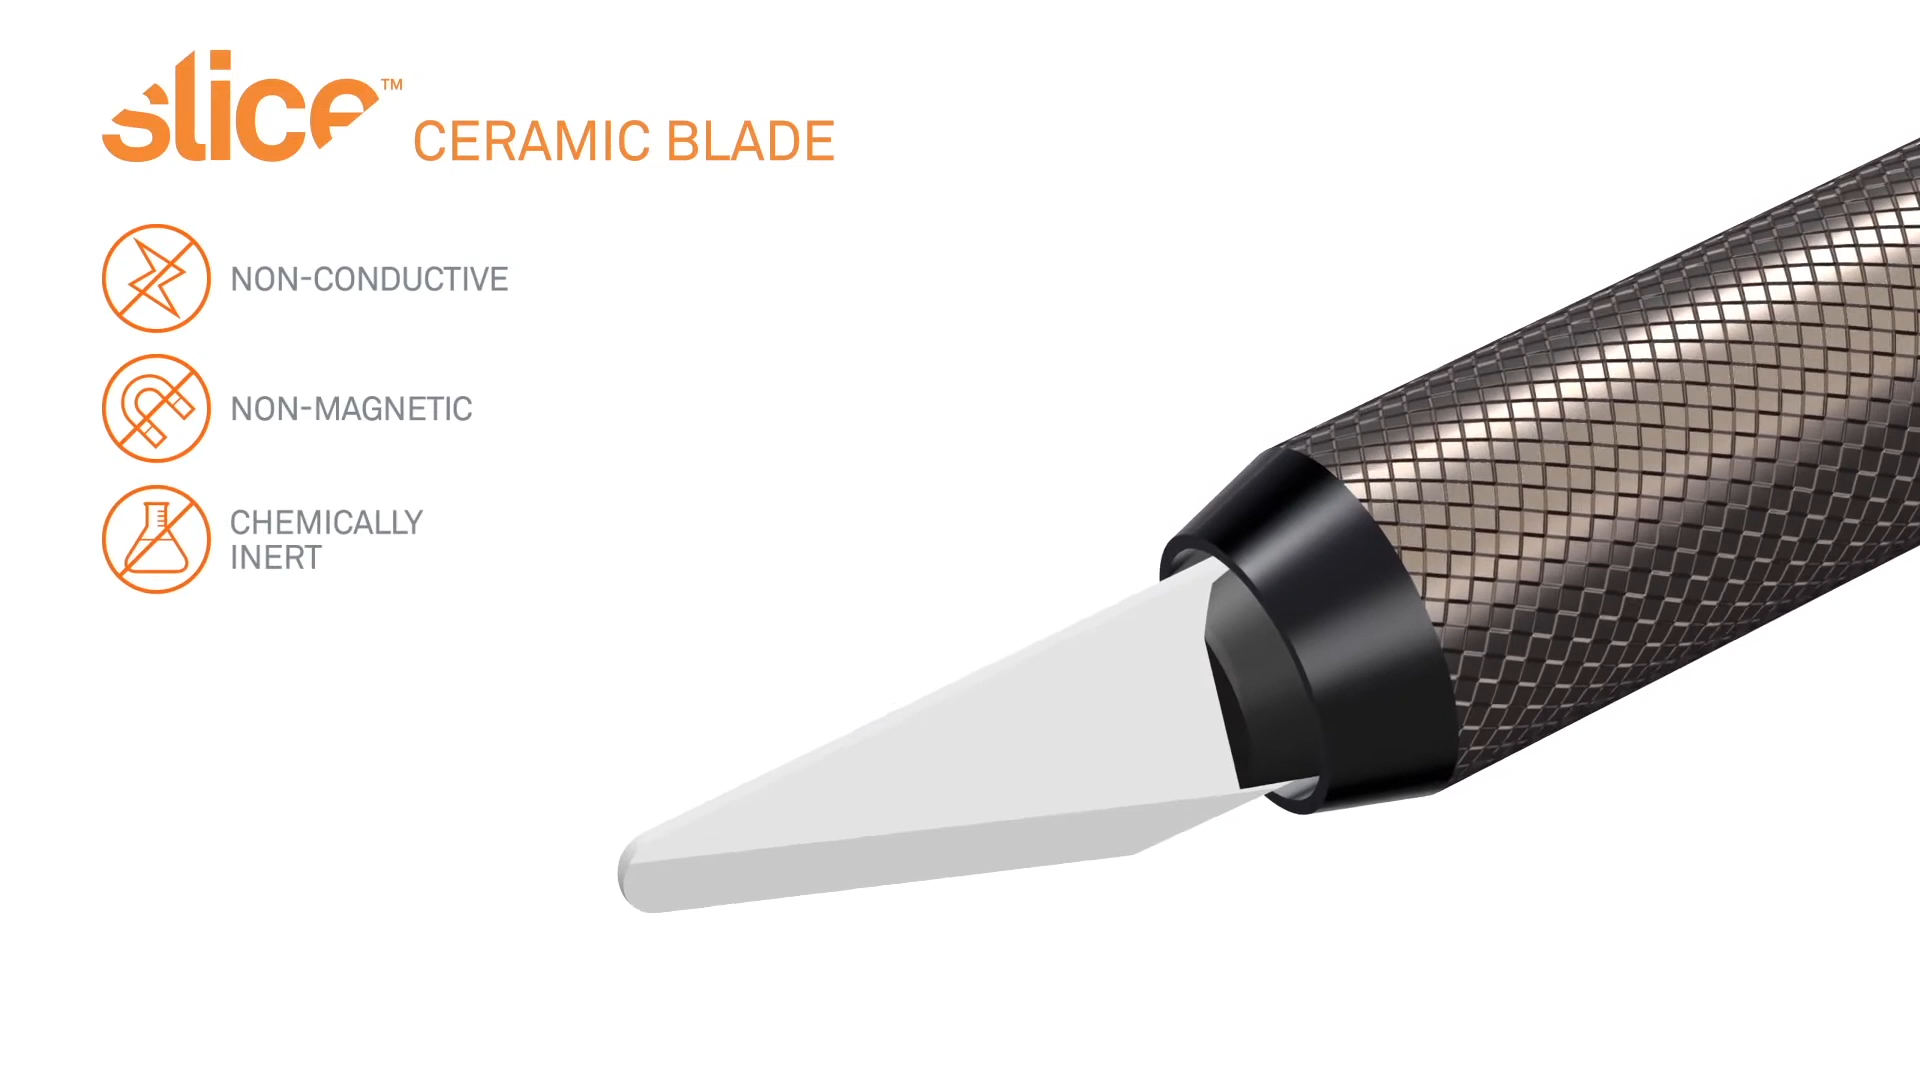 slice™ CERAMIC BLADE
NON-CONDUCTIVE
NON-MAGNETIC
CHEMICALLY
INERT